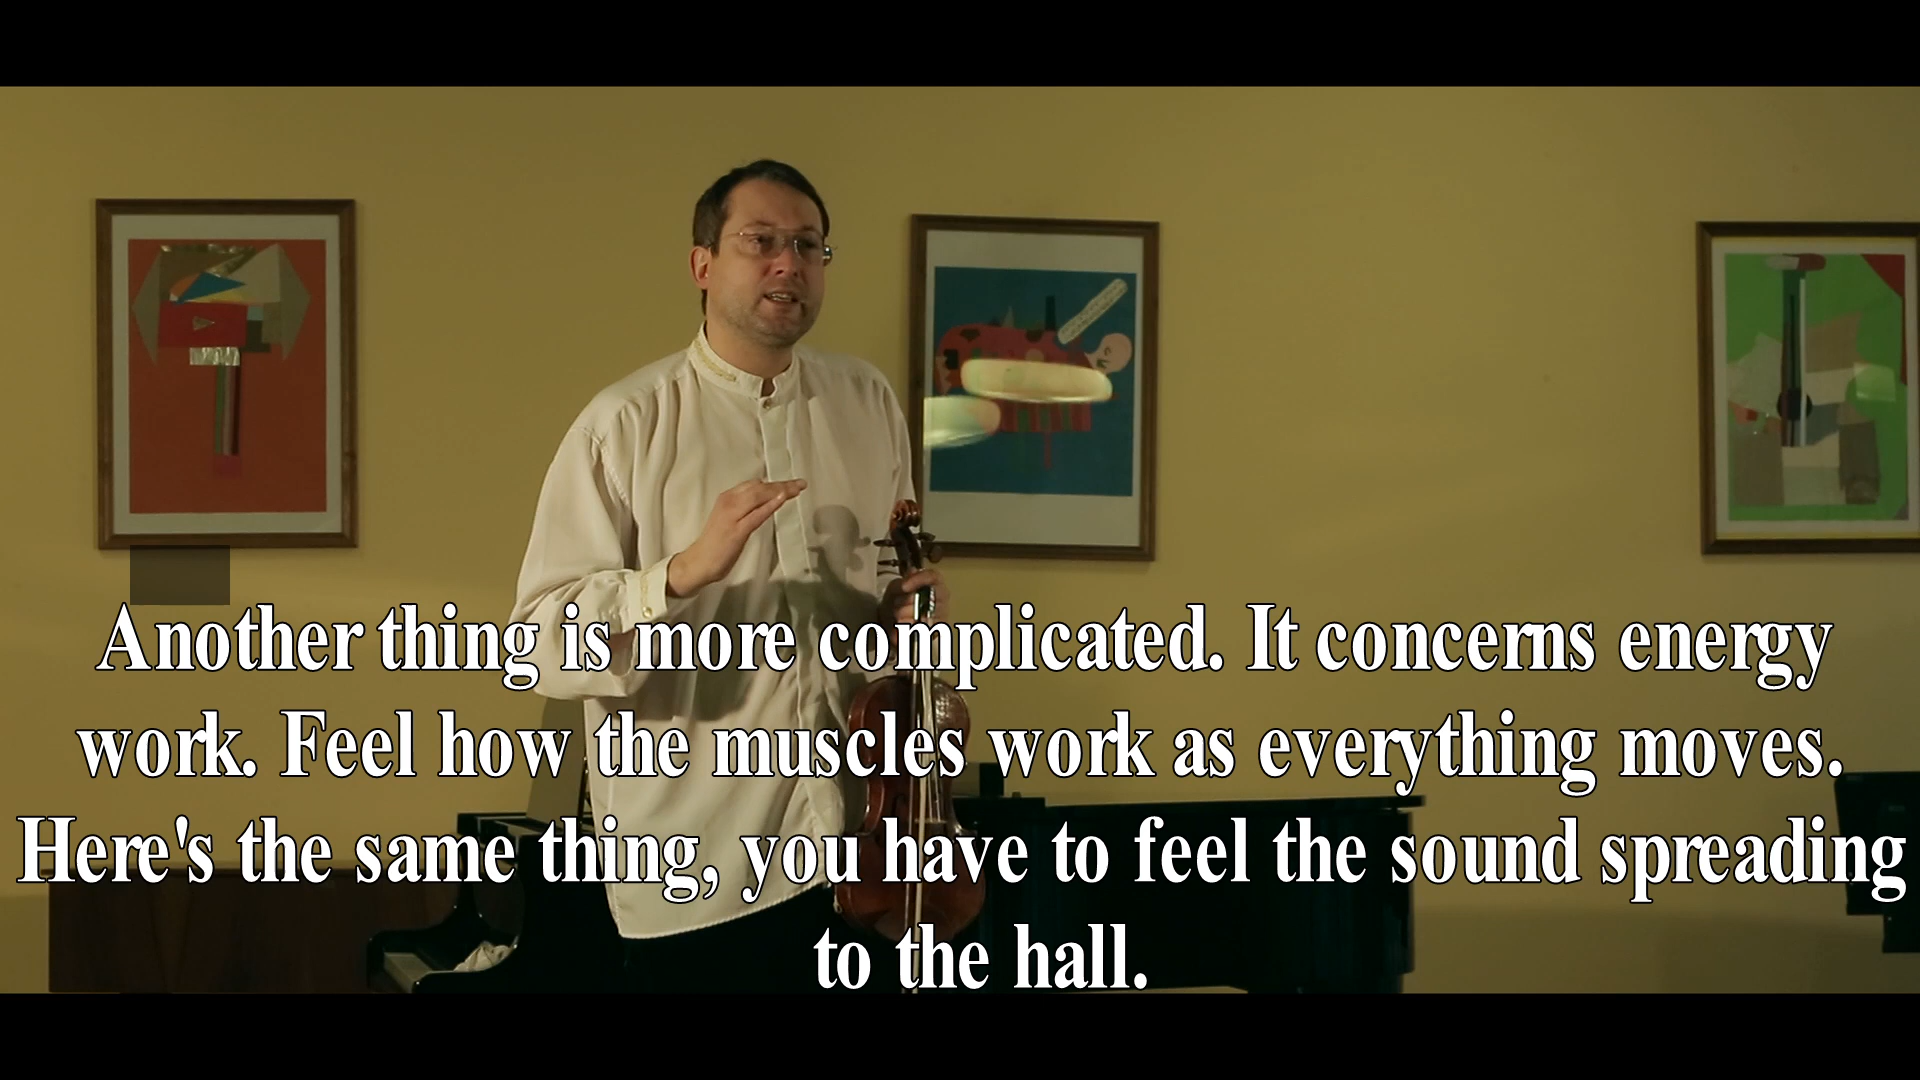 Another thing is more complicated. It concerns energy
work. Feel how the muscles work as everything moves.
Here's the same thing, you have to feel the sound spreading
to the hall.